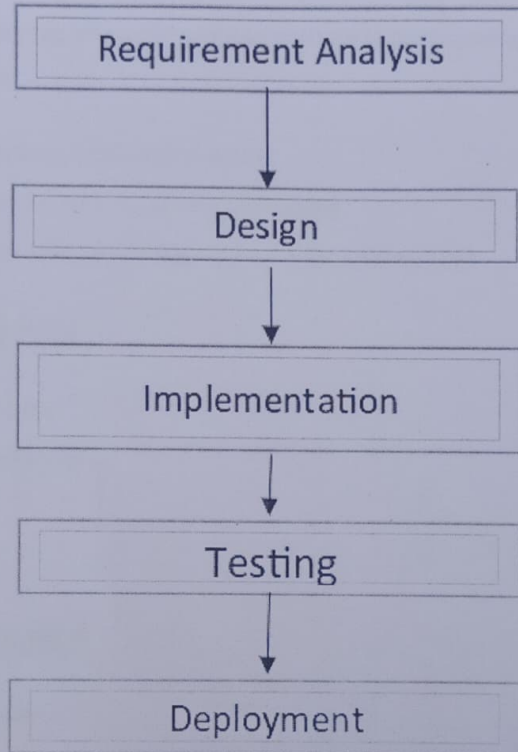 Requirement Analysis
Design
Implementation
Testing
Deployment